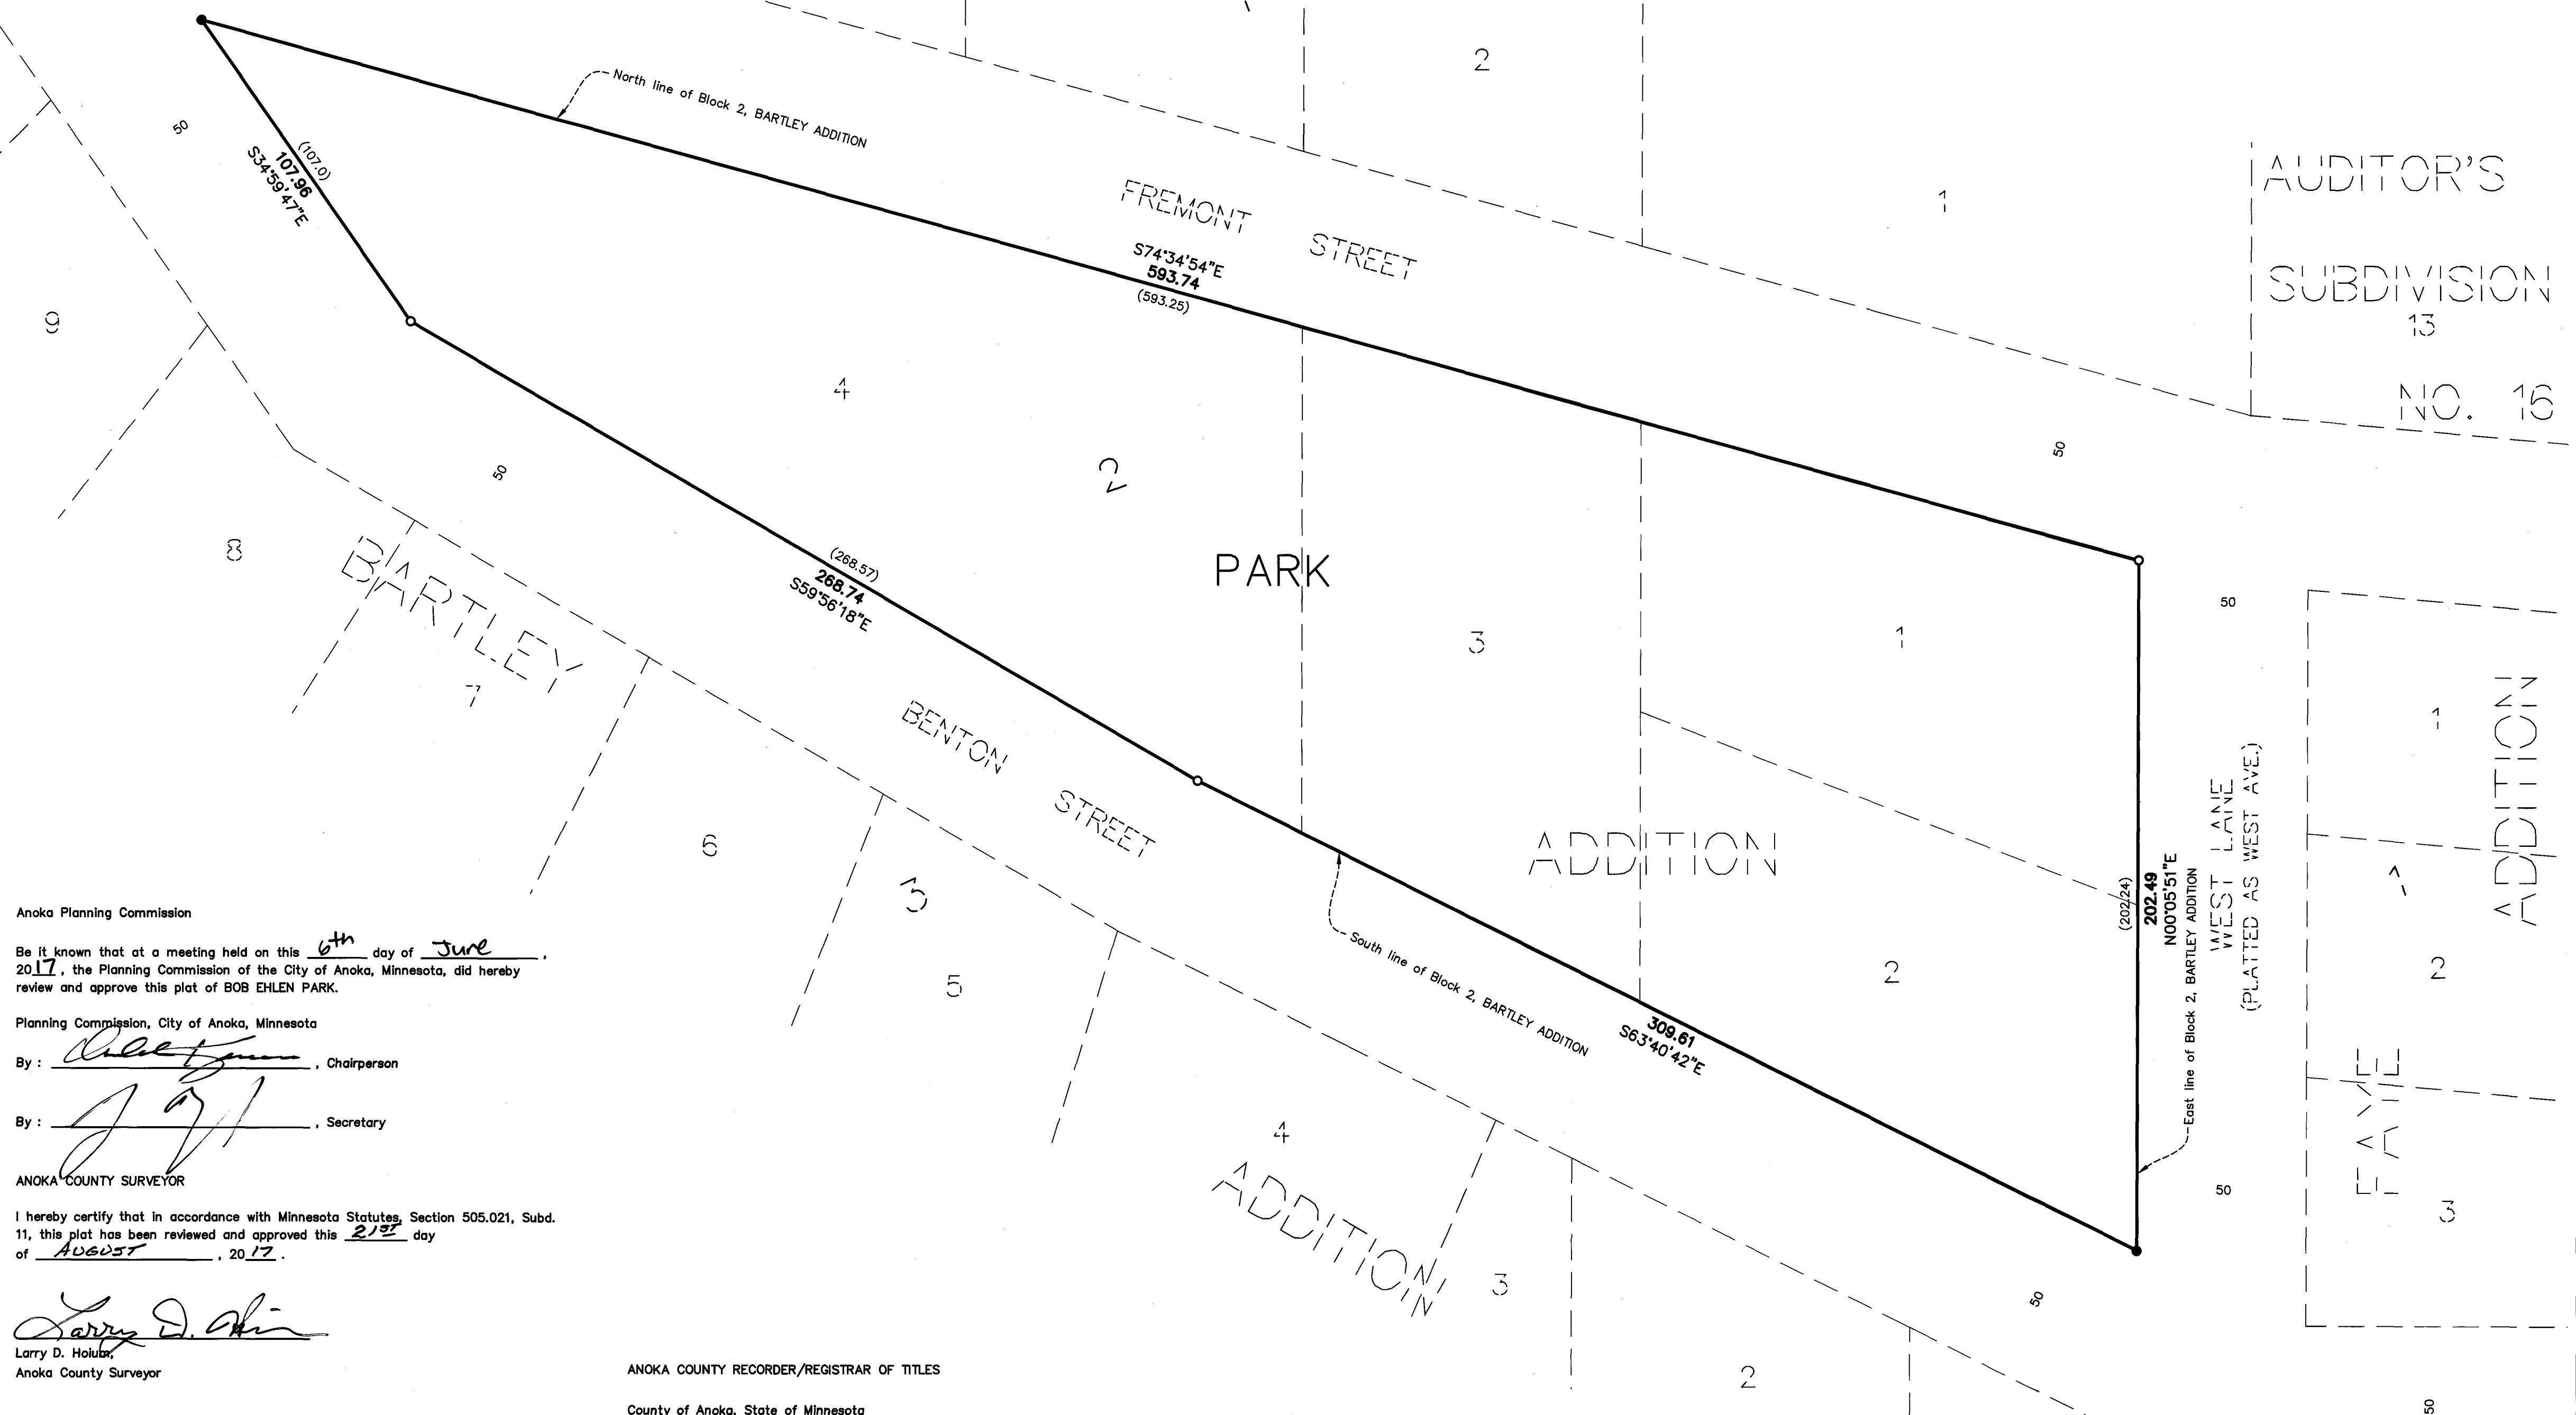 2
North line of Block 2, BARTLEY ADDITION
50
(107.0)
107.96
S34°59'47"E
FREMONT STREET
1
AUDITOR'S
SUBDIVISION
13
NO. 16
S74°34'54"E
593.74
(593.25)
9
4
50
2
50
8
BARTLEY
7
(268.57)
268.74
S59°56'18"E
PARK
3
1
50
1
ADDITION
BENTON STREET
WEST LANE
(PLATTED AS WEST AVE.)
6
3
ADDITION
(202.24)
202.49
N00°05'51"E
East line of Block 2, BARTLEY ADDITION
5
South line of Block 2, BARTLEY ADDITION
2
2
309.61
S63°40'42"E
FAYE
3
50
4
ADDITION
3
50
2
50
Anoka Planning Commission
Be it known that at a meeting held on this 6th day of June ,
2017, the Planning Commission of the City of Anoka, Minnesota, did hereby
review and approve this plat of BOB EHLEN PARK.
Planning Commission, City of Anoka, Minnesota
By : , Chairperson
By : , Secretary
ANOKA COUNTY SURVEYOR
I hereby certify that in accordance with Minnesota Statutes, Section 505.021, Subd.
11, this plat has been reviewed and approved this 21ST day
of AUGUST , 2017 .
Larry D. Hoium,
Anoka County Surveyor
ANOKA COUNTY RECORDER/REGISTRAR OF TITLES
County of Anoka, State of Minnesota